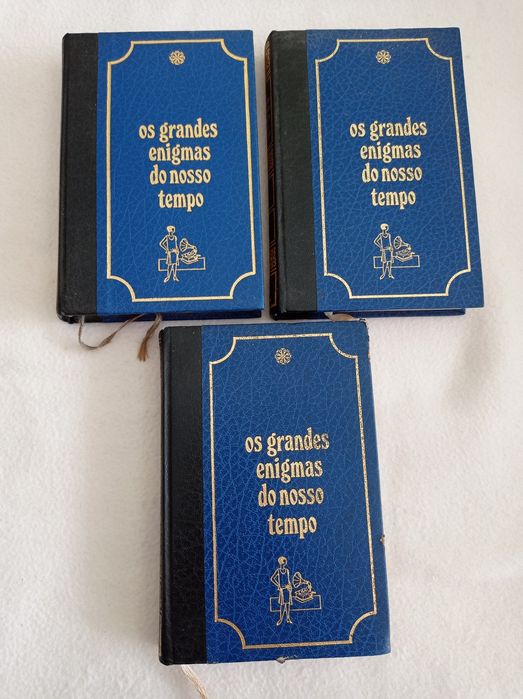 os grandes
enigmas
do nosso
tempo
os grandes
enigmas
do nosso
tempo
os grandes
enigmas
do nosso
tempo